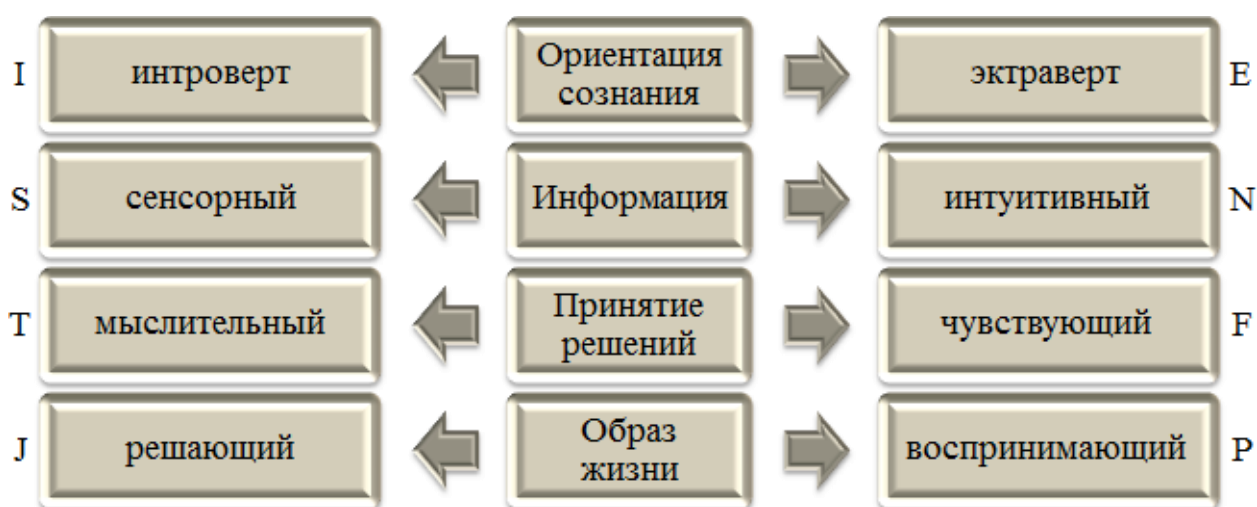 I
интроверт
Ориентация
сознания
эктраверт
E
S
сенсорный
Информация
интуитивный
N
T
мыслительный
Принятие
решений
чувствующий
F
J
решающий
Образ
жизни
воспринимающий
P